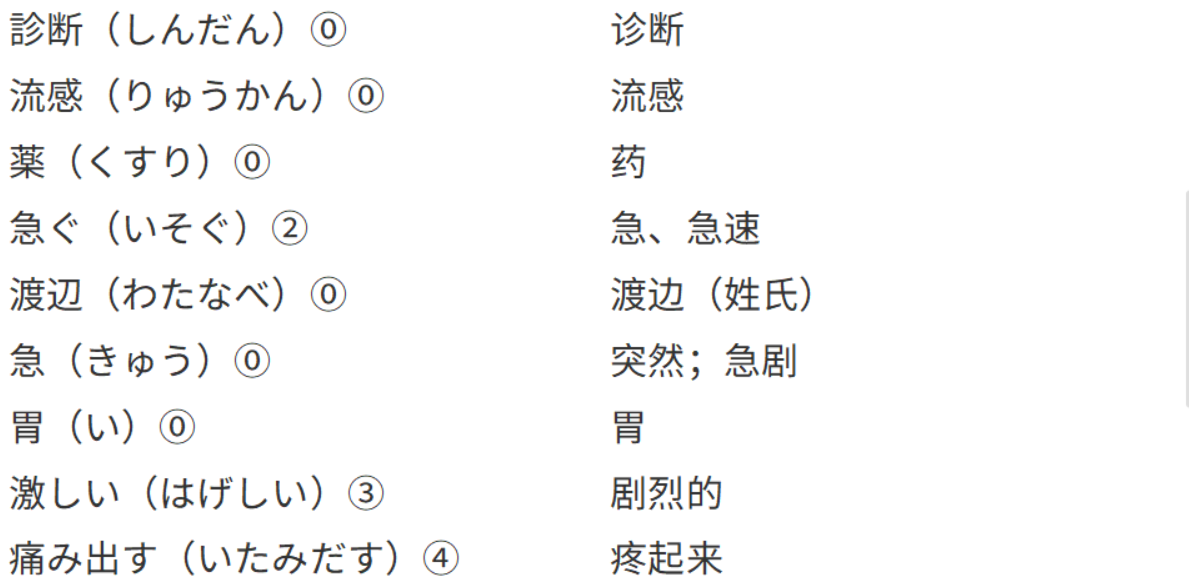 診断（しんだん）⓪ 诊断
流感（りゅうかん）⓪ 流感
薬（くすり）⓪ 药
急ぐ（いそぐ）② 急、急速
渡辺（わたなべ）⓪ 渡边（姓氏）
急（きゅう）⓪ 突然；急剧
胃（い）⓪ 胃
激しい（はげしい）③ 剧烈的
痛み出す（いたみだす）④ 疼起来